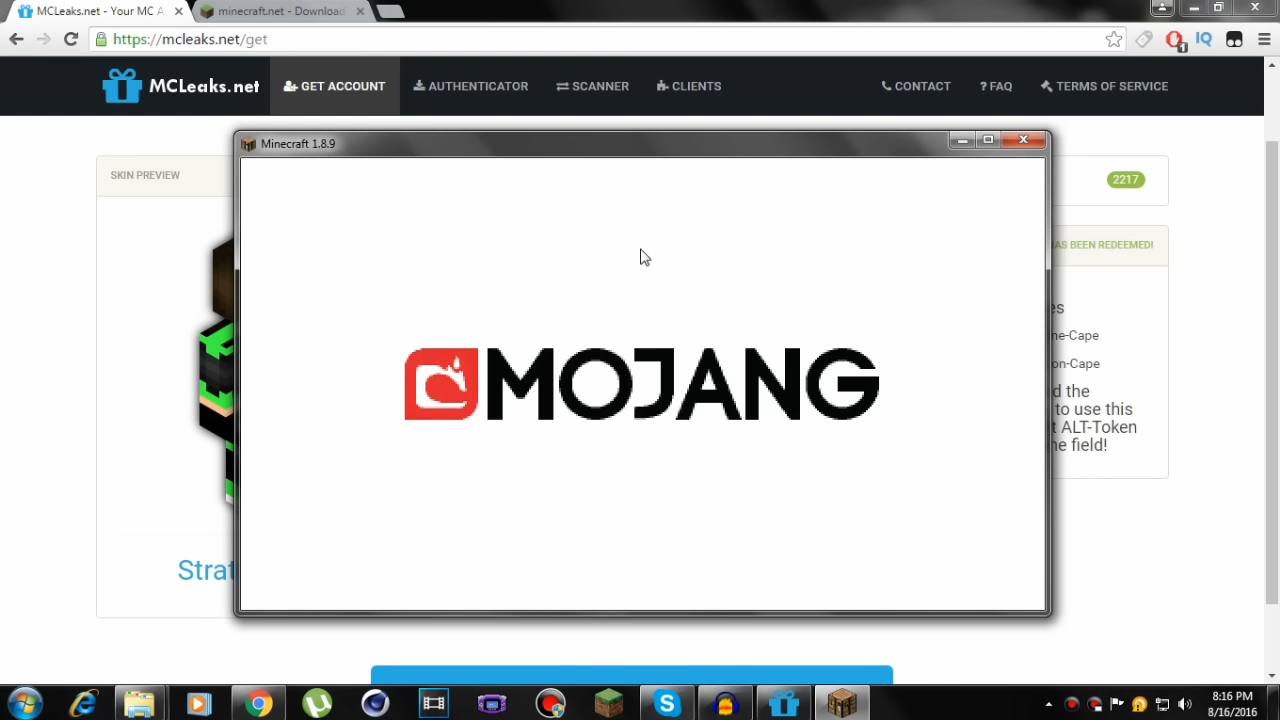 MCLeaks.net - Your MC A
minecraft.net - Download
https://mcleaks.net/get
1
IQ
MCLeaks.net
GET ACCOUNT
AUTHENTICATOR
SCANNER
CLIENTS
CONTACT
? FAQ
TERMS OF SERVICE
Minecraft 1.8.9
SKIN PREVIEW
2217
AS BEEN REDEEMED!
MOJANG
es
ne-Cape
on-Cape
d the
to use this
t ALT-Token
he field!
Strat
8:16 PM
8/16/2016